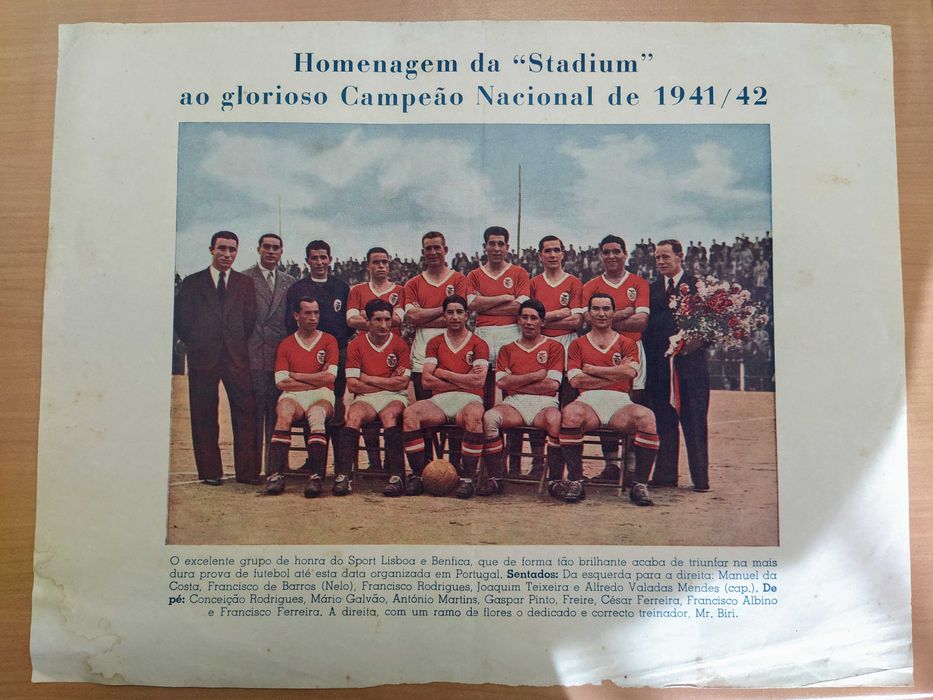 Homenagem da “Stadium”
ao glorioso Campeão Nacional de 1941/42
O excelente grupo de honra do Sport Lisboa e Benfica, que de forma tão brilhante acaba de triunfar na mais
dura prova de futebol até esta data organizada em Portugal. Sentados: Da esquerda para a direita: Manuel da
Costa, Francisco de Barros (Nelo), Francisco Rodrigues, Joaquim Teixeira e Alfredo Valadas Mendes (cap.). De
pé: Conceição Rodrigues, Mário Galvão, António Martins, Gaspar Pinto, Freire, César Ferreira, Francisco Albino
e Francisco Ferreira. A direita, com um ramo de flores o dedicado e correcto treinador, Mr. Biri.